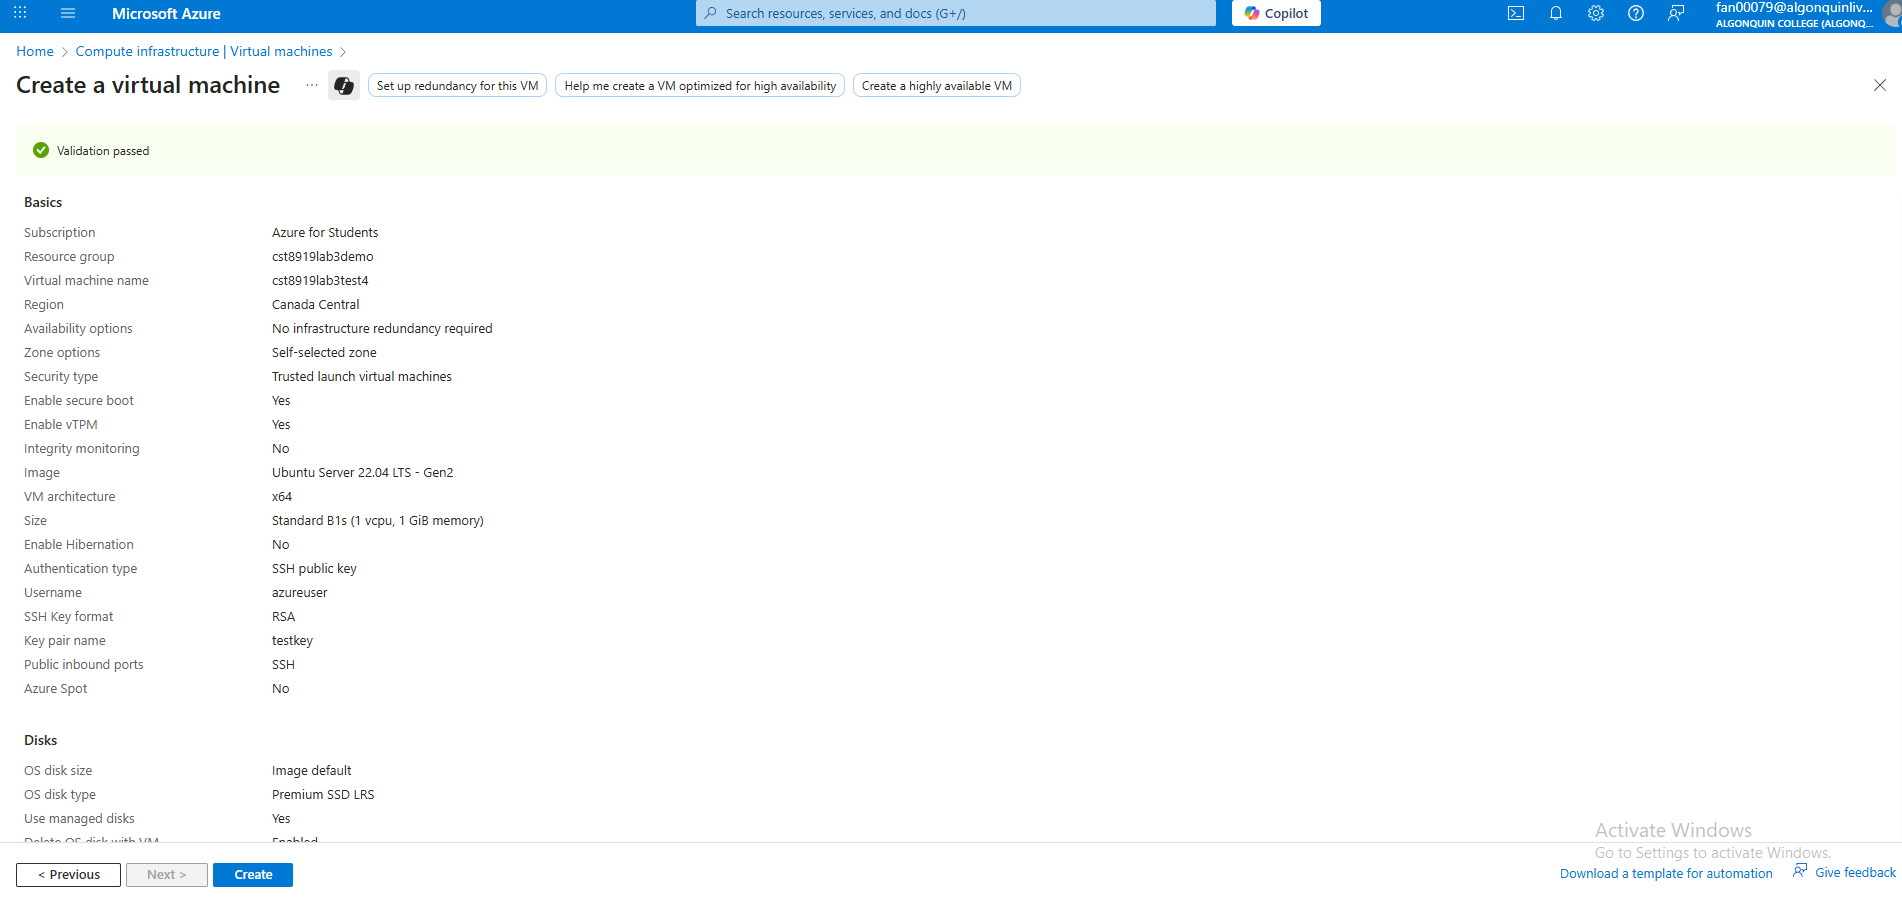 Microsoft Azure
Search resources, services, and docs (G+/)
Copilot
fan00079@algonquinliv...
ALGONQUIN COLLEGE (ALGONQ...
Home > Compute infrastructure | Virtual machines >
Create a virtual machine ...
Set up redundancy for this VM
Help me create a VM optimized for high availability
Create a highly available VM
Validation passed
Basics
Subscription Azure for Students
Resource group cst8919lab3demo
Virtual machine name cst8919lab3test4
Region Canada Central
Availability options No infrastructure redundancy required
Zone options Self-selected zone
Security type Trusted launch virtual machines
Enable secure boot Yes
Enable vTPM Yes
Integrity monitoring No
Image Ubuntu Server 22.04 LTS - Gen2
VM architecture x64
Size Standard B1s (1 vcpu, 1 GiB memory)
Enable Hibernation No
Authentication type SSH public key
Username azureuser
SSH Key format RSA
Key pair name testkey
Public inbound ports SSH
Azure Spot No
Disks
OS disk size Image default
OS disk type Premium SSD LRS
Use managed disks Yes
Delete OS disk with VM Enabled
Activate Windows
Go to Settings to activate Windows.
< Previous
Next >
Create
Download a template for automation
Give feedback